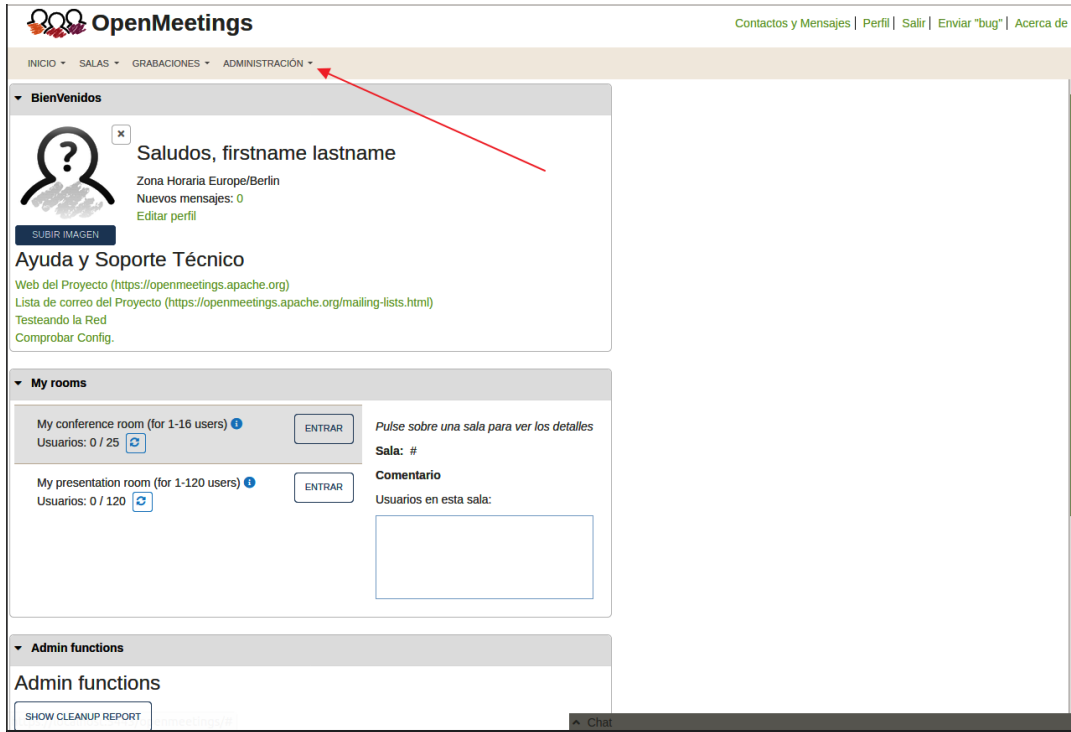 OpenMeetings
Contactos y Mensajes | Perfil | Salir | Enviar "bug" | Acerca de
INICIO SALAS GRABACIONES ADMINISTRACIÓN
BienVenidos
Saludos, firstname lastname
Zona Horaria Europe/Berlin
Nuevos mensajes: 0
Editar perfil
SUBIR IMAGEN
Ayuda y Soporte Técnico
Web del Proyecto (https://openmeetings.apache.org)
Lista de correo del Proyecto (https://openmeetings.apache.org/mailing-lists.html)
Testeando la Red
Comprobar Config.
My rooms
My conference room (for 1-16 users)
Usuarios: 0 / 25
ENTRAR
My presentation room (for 1-120 users)
Usuarios: 0 / 120
ENTRAR
Pulse sobre una sala para ver los detalles
Sala: #
Comentario
Usuarios en esta sala:
Admin functions
Admin functions
SHOW CLEANUP REPORT
Chat